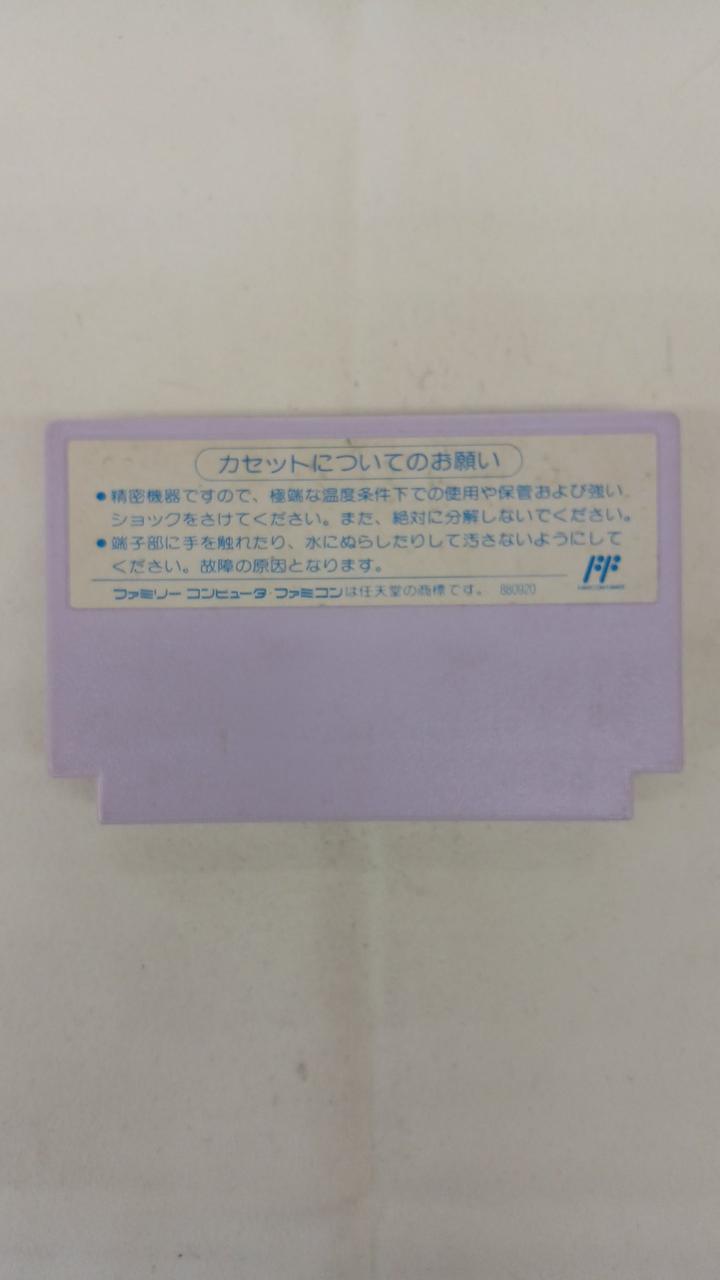 カセットについてのお願い
●精密機器ですので、極端な温度条件下での使用や保管および強い
ショックをさけてください。また、絶対に分解しないでください。
●端子部に手を触れたり、水にぬらしたりして汚さないようにして
ください。故障の原因となります。
ファミリーコンピュータ・ファミコンは任天堂の商標です。 880920